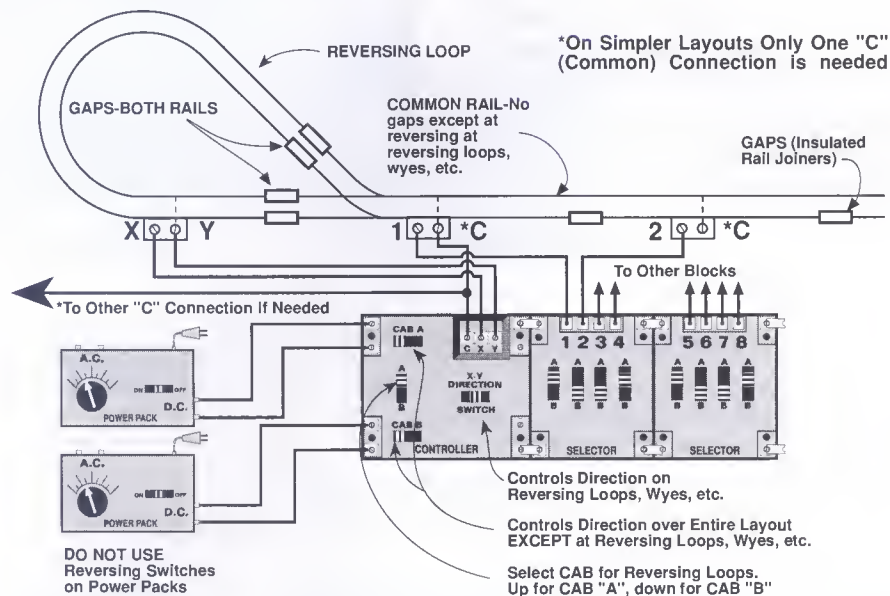 REVERSING LOOP
*On Simpler Layouts Only One "C"
(Common) Connection is needed
GAPS-BOTH RAILS
COMMON RAIL-No
gaps except at
reversing at
reversing loops,
wyes, etc.
GAPS (Insulated
Rail Joiners)
X Y
1 *C
2 *C
To Other Blocks
*To Other "C" Connection If Needed
A.C.
ON OFF
D.C.
POWER PACK
A.C.
ON OFF
D.C.
POWER PACK
DO NOT USE
Reversing Switches
on Power Packs
CAB A
C X Y
A
B
X-Y
DIRECTION
SWITCH
CAB B
CONTROLLER
1 2 3 4
A A
B B
SELECTOR
5 6 7 8
A A
B B
SELECTOR
Controls Direction on
Reversing Loops, Wyes, etc.
Controls Direction over Entire Layout
EXCEPT at Reversing Loops, Wyes, etc.
Select CAB for Reversing Loops.
Up for CAB "A", down for CAB "B"